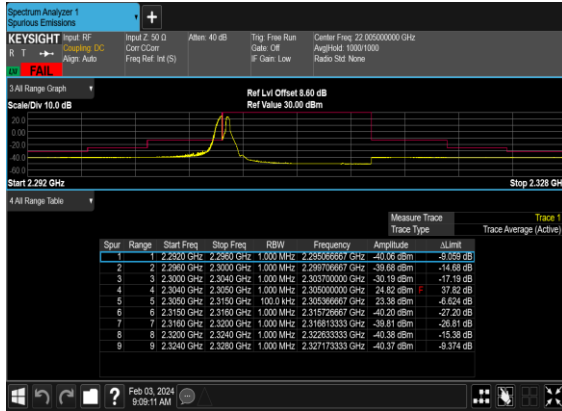 Spectrum Analyzer 1
Spurious Emissions
KEYSIGHT Input: RF Input Z: 50 Ω Atten: 40 dB Trig: Free Run Center Freq: 22.005000000 GHz
R T Coupling: DC Corr CCorr Gate: Off Avg|Hold: 1000/1000
Align: Auto Freq Ref: Int (S) IF Gain: Low Radio Std: None
LV FAIL
3 All Range Graph
Ref Lvl Offset 8.60 dB
Scale/Div 10.0 dB Ref Value 30.00 dBm
20.0
0.00
-20.0
-40.0
-60.0
Start 2.292 GHz Stop 2.328 GH
4 All Range Table
Measure Trace Trace 1
Trace Type Trace Average (Active)
Spur Range Start Freq Stop Freq RBW Frequency Amplitude ΔLimit
1 1 2.2920 GHz 2.2960 GHz 1.000 MHz 2.295066667 GHz -40.06 dBm -9.059 dB
2 2 2.2960 GHz 2.3000 GHz 1.000 MHz 2.299706667 GHz -39.68 dBm -14.68 dB
3 3 2.3000 GHz 2.3040 GHz 1.000 MHz 2.303700000 GHz -30.19 dBm -17.19 dB
4 4 2.3040 GHz 2.3050 GHz 1.000 MHz 2.305000000 GHz 24.82 dBm F 37.82 dB
5 5 2.3050 GHz 2.3150 GHz 100.0 kHz 2.305366667 GHz 23.38 dBm -6.624 dB
6 6 2.3150 GHz 2.3160 GHz 1.000 MHz 2.315726667 GHz -40.20 dBm -27.20 dB
7 7 2.3160 GHz 2.3200 GHz 1.000 MHz 2.316813333 GHz -39.81 dBm -26.81 dB
8 8 2.3200 GHz 2.3240 GHz 1.000 MHz 2.322633333 GHz -40.38 dBm -15.38 dB
9 9 2.3240 GHz 2.3280 GHz 1.000 MHz 2.327173333 GHz -40.37 dBm -9.374 dB
Feb 03, 2024
9:09:11 AM